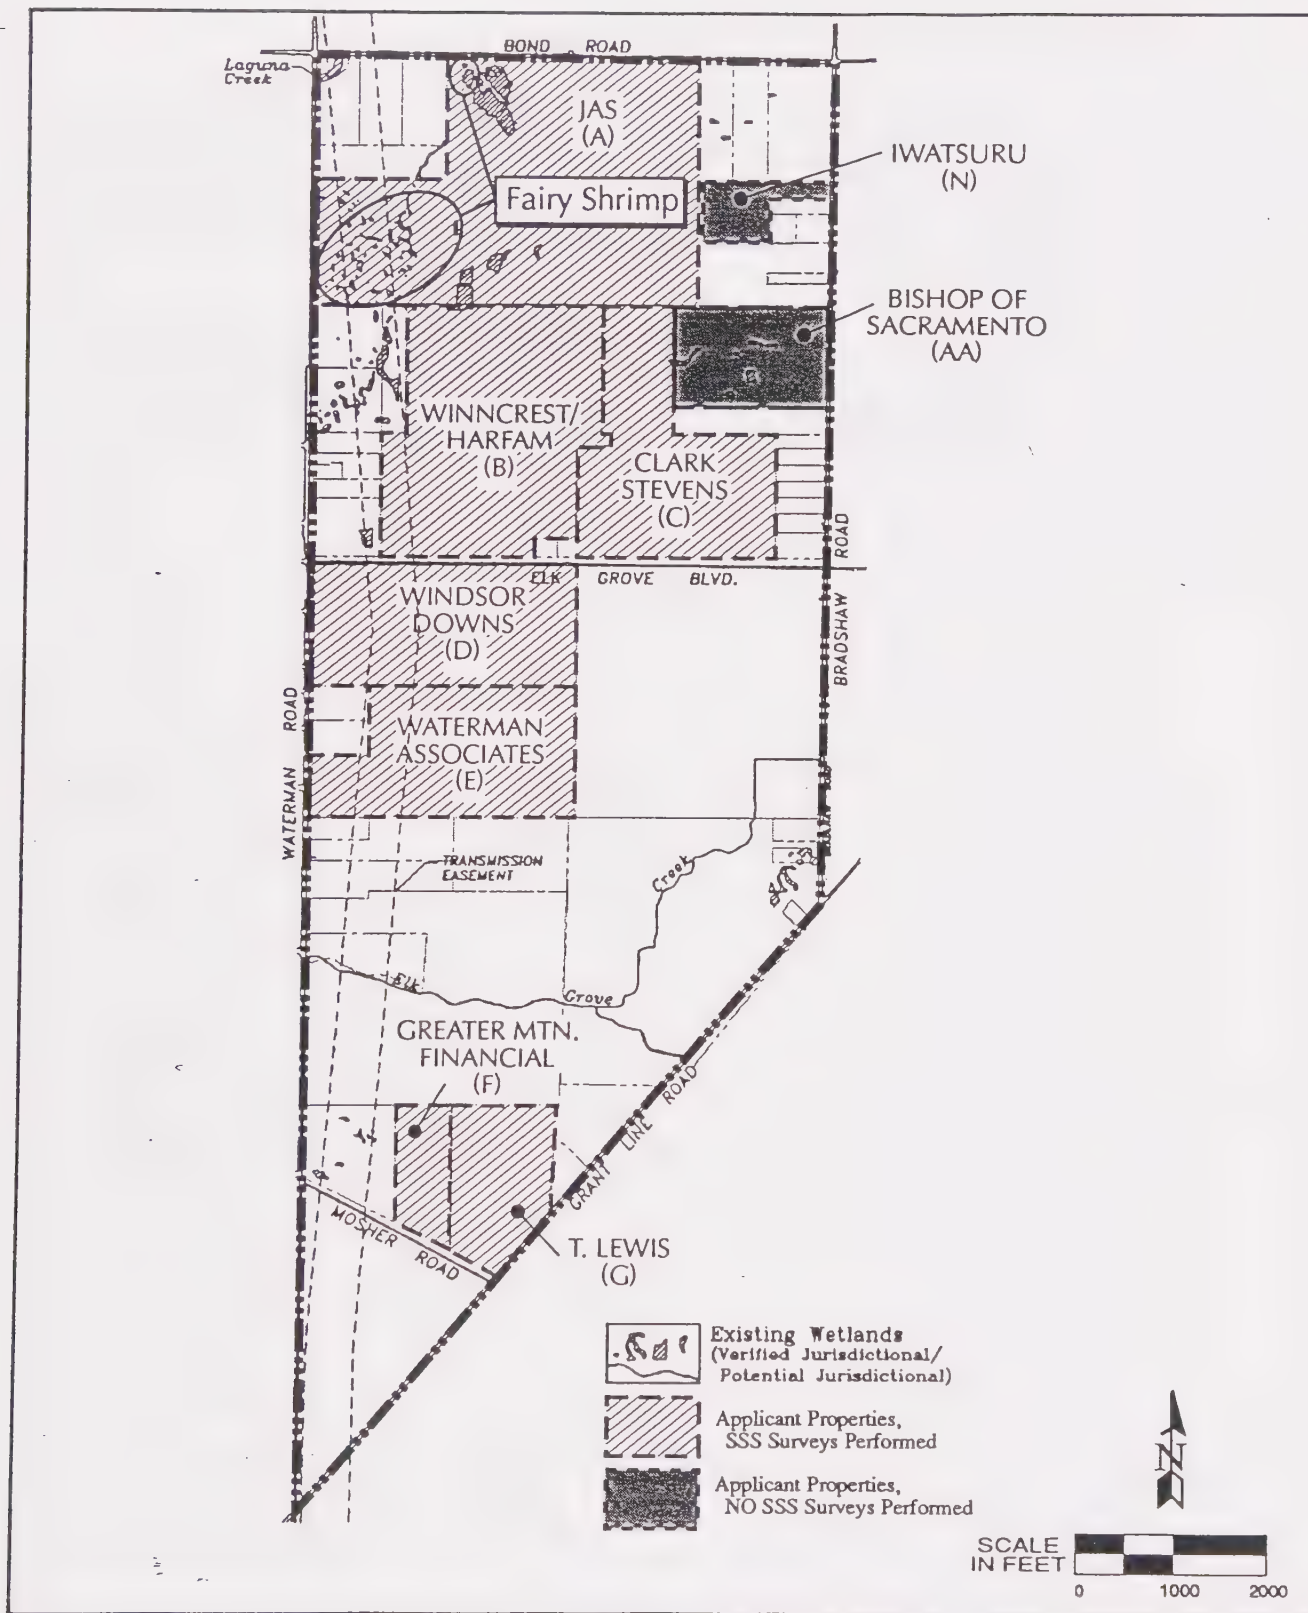 BOND ROAD
Laguna
Creek
JAS
(A)
IWATSURU
(N)
Fairy Shrimp
BISHOP OF
SACRAMENTO
(AA)
WINNCREST/
HARFAM
(B)
CLARK
STEVENS
(C)
ELK GROVE BLVD.
BRADSHAW ROAD
WINDSOR
DOWNS
(D)
WATERMAN ROAD
WATERMAN
ASSOCIATES
(E)
TRANSMISSION
EASEMENT
Creek
Elk
Grove
GREATER MTN.
FINANCIAL
(F)
GRANT LINE ROAD
MOSHER ROAD
T. LEWIS
(G)
Existing Wetlands
(Verified Jurisdictional/
Potential Jurisdictional)
Applicant Properties,
SSS Surveys Performed
Applicant Properties,
NO SSS Surveys Performed
N
SCALE
IN FEET
0 1000 2000